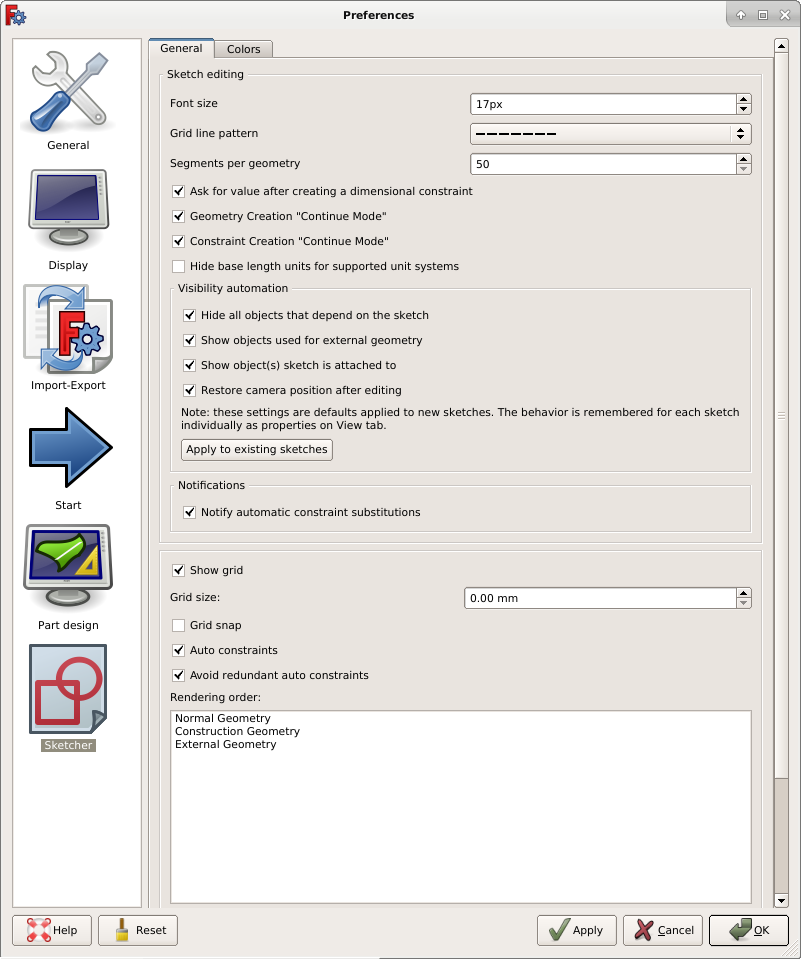 Preferences
General
Display
Import-Export
Start
Part design
Sketcher
General
Colors
Sketch editing
Font size
17px
Grid line pattern
Segments per geometry
50
Ask for value after creating a dimensional constraint
Geometry Creation "Continue Mode"
Constraint Creation "Continue Mode"
Hide base length units for supported unit systems
Visibility automation
Hide all objects that depend on the sketch
Show objects used for external geometry
Show object(s) sketch is attached to
Restore camera position after editing
Note: these settings are defaults applied to new sketches. The behavior is remembered for each sketch
individually as properties on View tab.
Apply to existing sketches
Notifications
Notify automatic constraint substitutions
Show grid
Grid size:
0.00 mm
Grid snap
Auto constraints
Avoid redundant auto constraints
Rendering order:
Normal Geometry
Construction Geometry
External Geometry
Help
Reset
Apply
Cancel
OK